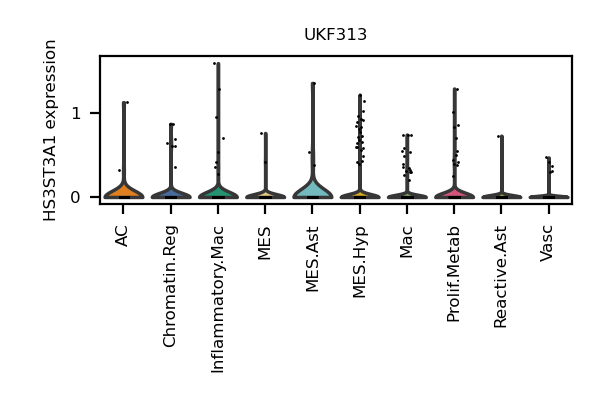 UKF313
HS3ST3A1 expression
1
0
AC
Chromatin.Reg
Inflammatory.Mac
MES
MES.Ast
MES.Hyp
Mac
Prolif.Metab
Reactive.Ast
Vasc